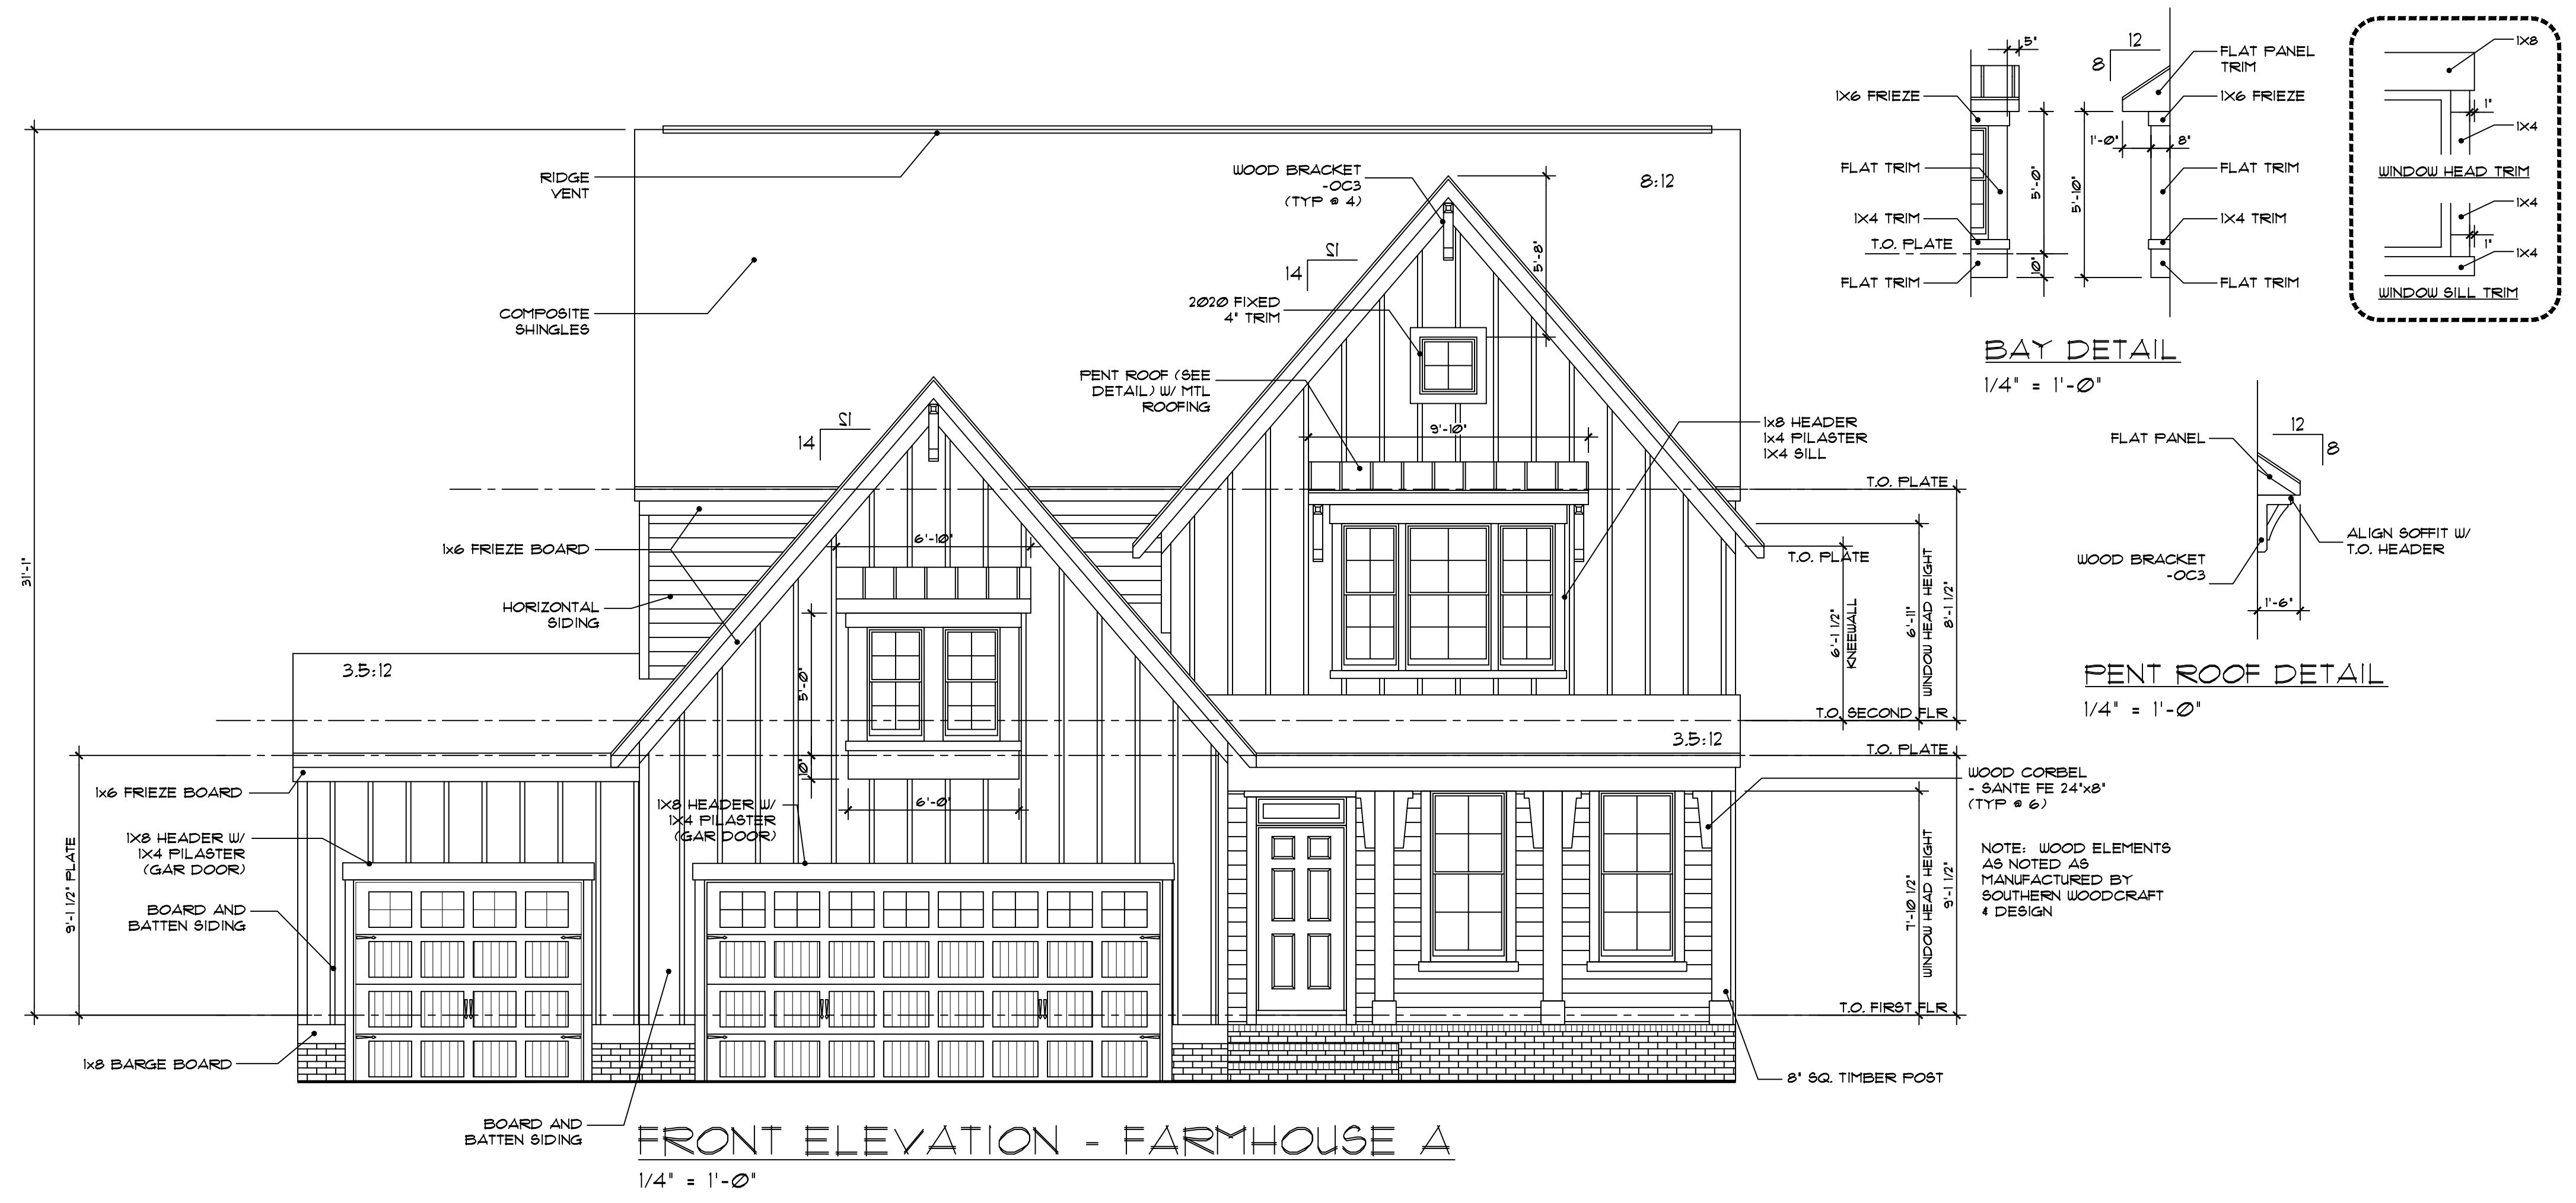 RIDGE
VENT
COMPOSITE
SHINGLES
31'-1"
WOOD BRACKET
-OC3
(TYP @ 4)
8:12
12
14
5'-8"
2020 FIXED
4" TRIM
PENT ROOF (SEE
DETAIL) W/ MTL
ROOFING
9'-10"
1x8 HEADER
1x4 PILASTER
1X4 SILL
12
14
1x6 FRIEZE BOARD
6'-10"
HORIZONTAL
SIDING
3.5:12
5'-0"
10"
6'-0"
1X8 HEADER W/
1X4 PILASTER
(GAR DOOR)
1x6 FRIEZE BOARD
1X8 HEADER W/
1X4 PILASTER
(GAR DOOR)
9'-1 1/2" PLATE
BOARD AND
BATTEN SIDING
1x8 BARGE BOARD
BOARD AND
BATTEN SIDING
T.O. PLATE
T.O. PLATE
6'-1 1/2"
KNEEWALL
6'-11"
WINDOW HEAD HEIGHT
8'-1 1/2"
T.O. SECOND FLR
3.5:12
T.O. PLATE
WOOD CORBEL
- SANTE FE 24"x8"
(TYP @ 6)
7'-10 1/2"
WINDOW HEAD HEIGHT
9'-1 1/2"
NOTE: WOOD ELEMENTS
AS NOTED AS
MANUFACTURED BY
SOUTHERN WOODCRAFT
& DESIGN
T.O. FIRST FLR
8" SQ. TIMBER POST
FRONT ELEVATION - FARMHOUSE A
1/4" = 1'-0"
5"
12
8
FLAT PANEL
TRIM
1X6 FRIEZE
1X6 FRIEZE
1'-0"
8"
FLAT TRIM
FLAT TRIM
5'-0"
5'-10"
1X4 TRIM
1X4 TRIM
T.O. PLATE
10"
FLAT TRIM
FLAT TRIM
BAY DETAIL
1/4" = 1'-0"
1X8
1"
1X4
WINDOW HEAD TRIM
1X4
1"
1X4
WINDOW SILL TRIM
12
8
FLAT PANEL
ALIGN SOFFIT W/
T.O. HEADER
WOOD BRACKET
-OC3
1'-6"
PENT ROOF DETAIL
1/4" = 1'-0"